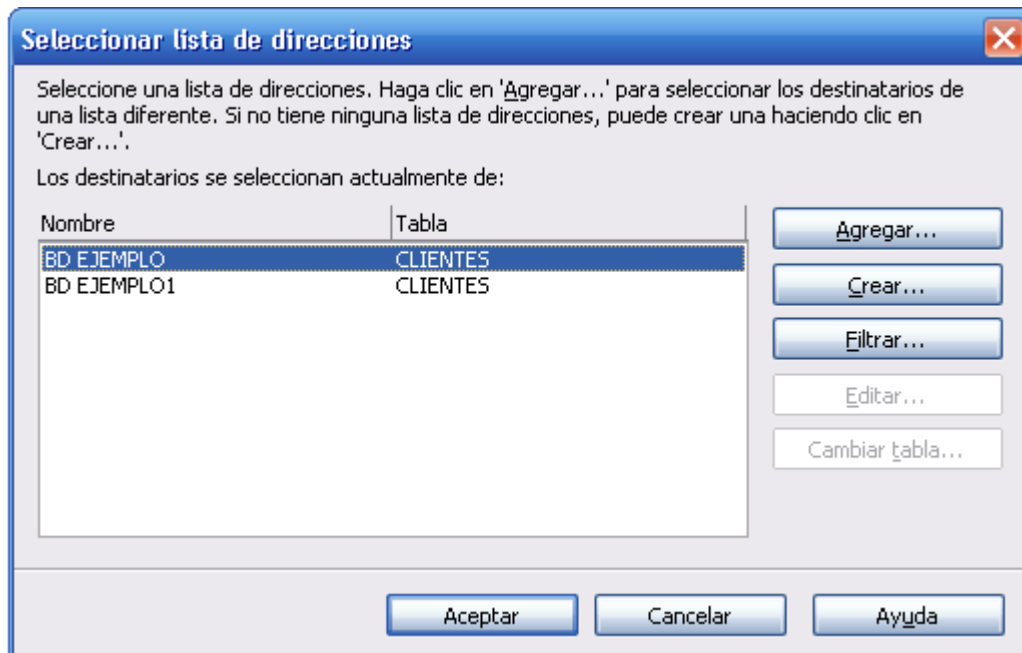 Seleccionar lista de direcciones
Seleccione una lista de direcciones. Haga clic en 'Agregar...' para seleccionar los destinatarios de
una lista diferente. Si no tiene ninguna lista de direcciones, puede crear una haciendo clic en
'Crear...'.
Los destinatarios se seleccionan actualmente de:
Nombre Tabla
BD EJEMPLO CLIENTES
BD EJEMPLO1 CLIENTES
Agregar...
Crear...
Filtrar...
Editar...
Cambiar tabla...
Aceptar Cancelar Ayuda